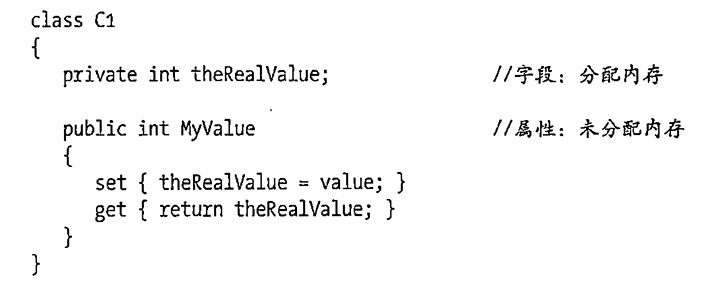 class C1
{
private int theRealValue; //字段：分配内存
public int MyValue //属性：未分配内存
{
set { theRealValue = value; }
get { return theRealValue; }
}
}